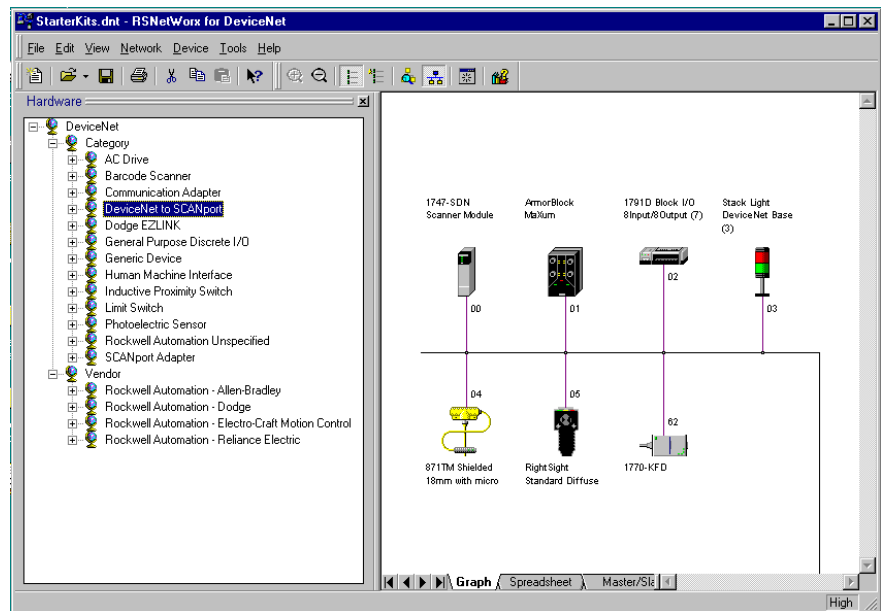 StarterKits.dnt - RSNetWorx for DeviceNet
File Edit View Network Device Tools Help
Hardware
DeviceNet
Category
AC Drive
Barcode Scanner
Communication Adapter
DeviceNet to SCANport
Dodge EZLINK
General Purpose Discrete I/O
Generic Device
Human Machine Interface
Inductive Proximity Switch
Limit Switch
Photoelectric Sensor
Rockwell Automation Unspecified
SCANport Adapter
Vendor
Rockwell Automation - Allen-Bradley
Rockwell Automation - Dodge
Rockwell Automation - Electro-Craft Motion Control
Rockwell Automation - Reliance Electric
1747-SDN
Scanner Module
ArmorBlock
MaXum
1791D Block I/O
8Input/8Output (7)
Stack Light
DeviceNet Base
(3)
00
01
02
03
04
05
62
871TM Shielded
18mm with micro
RightSight
Standard Diffuse
1770-KFD
Graph Spreadsheet Master/Sla
High